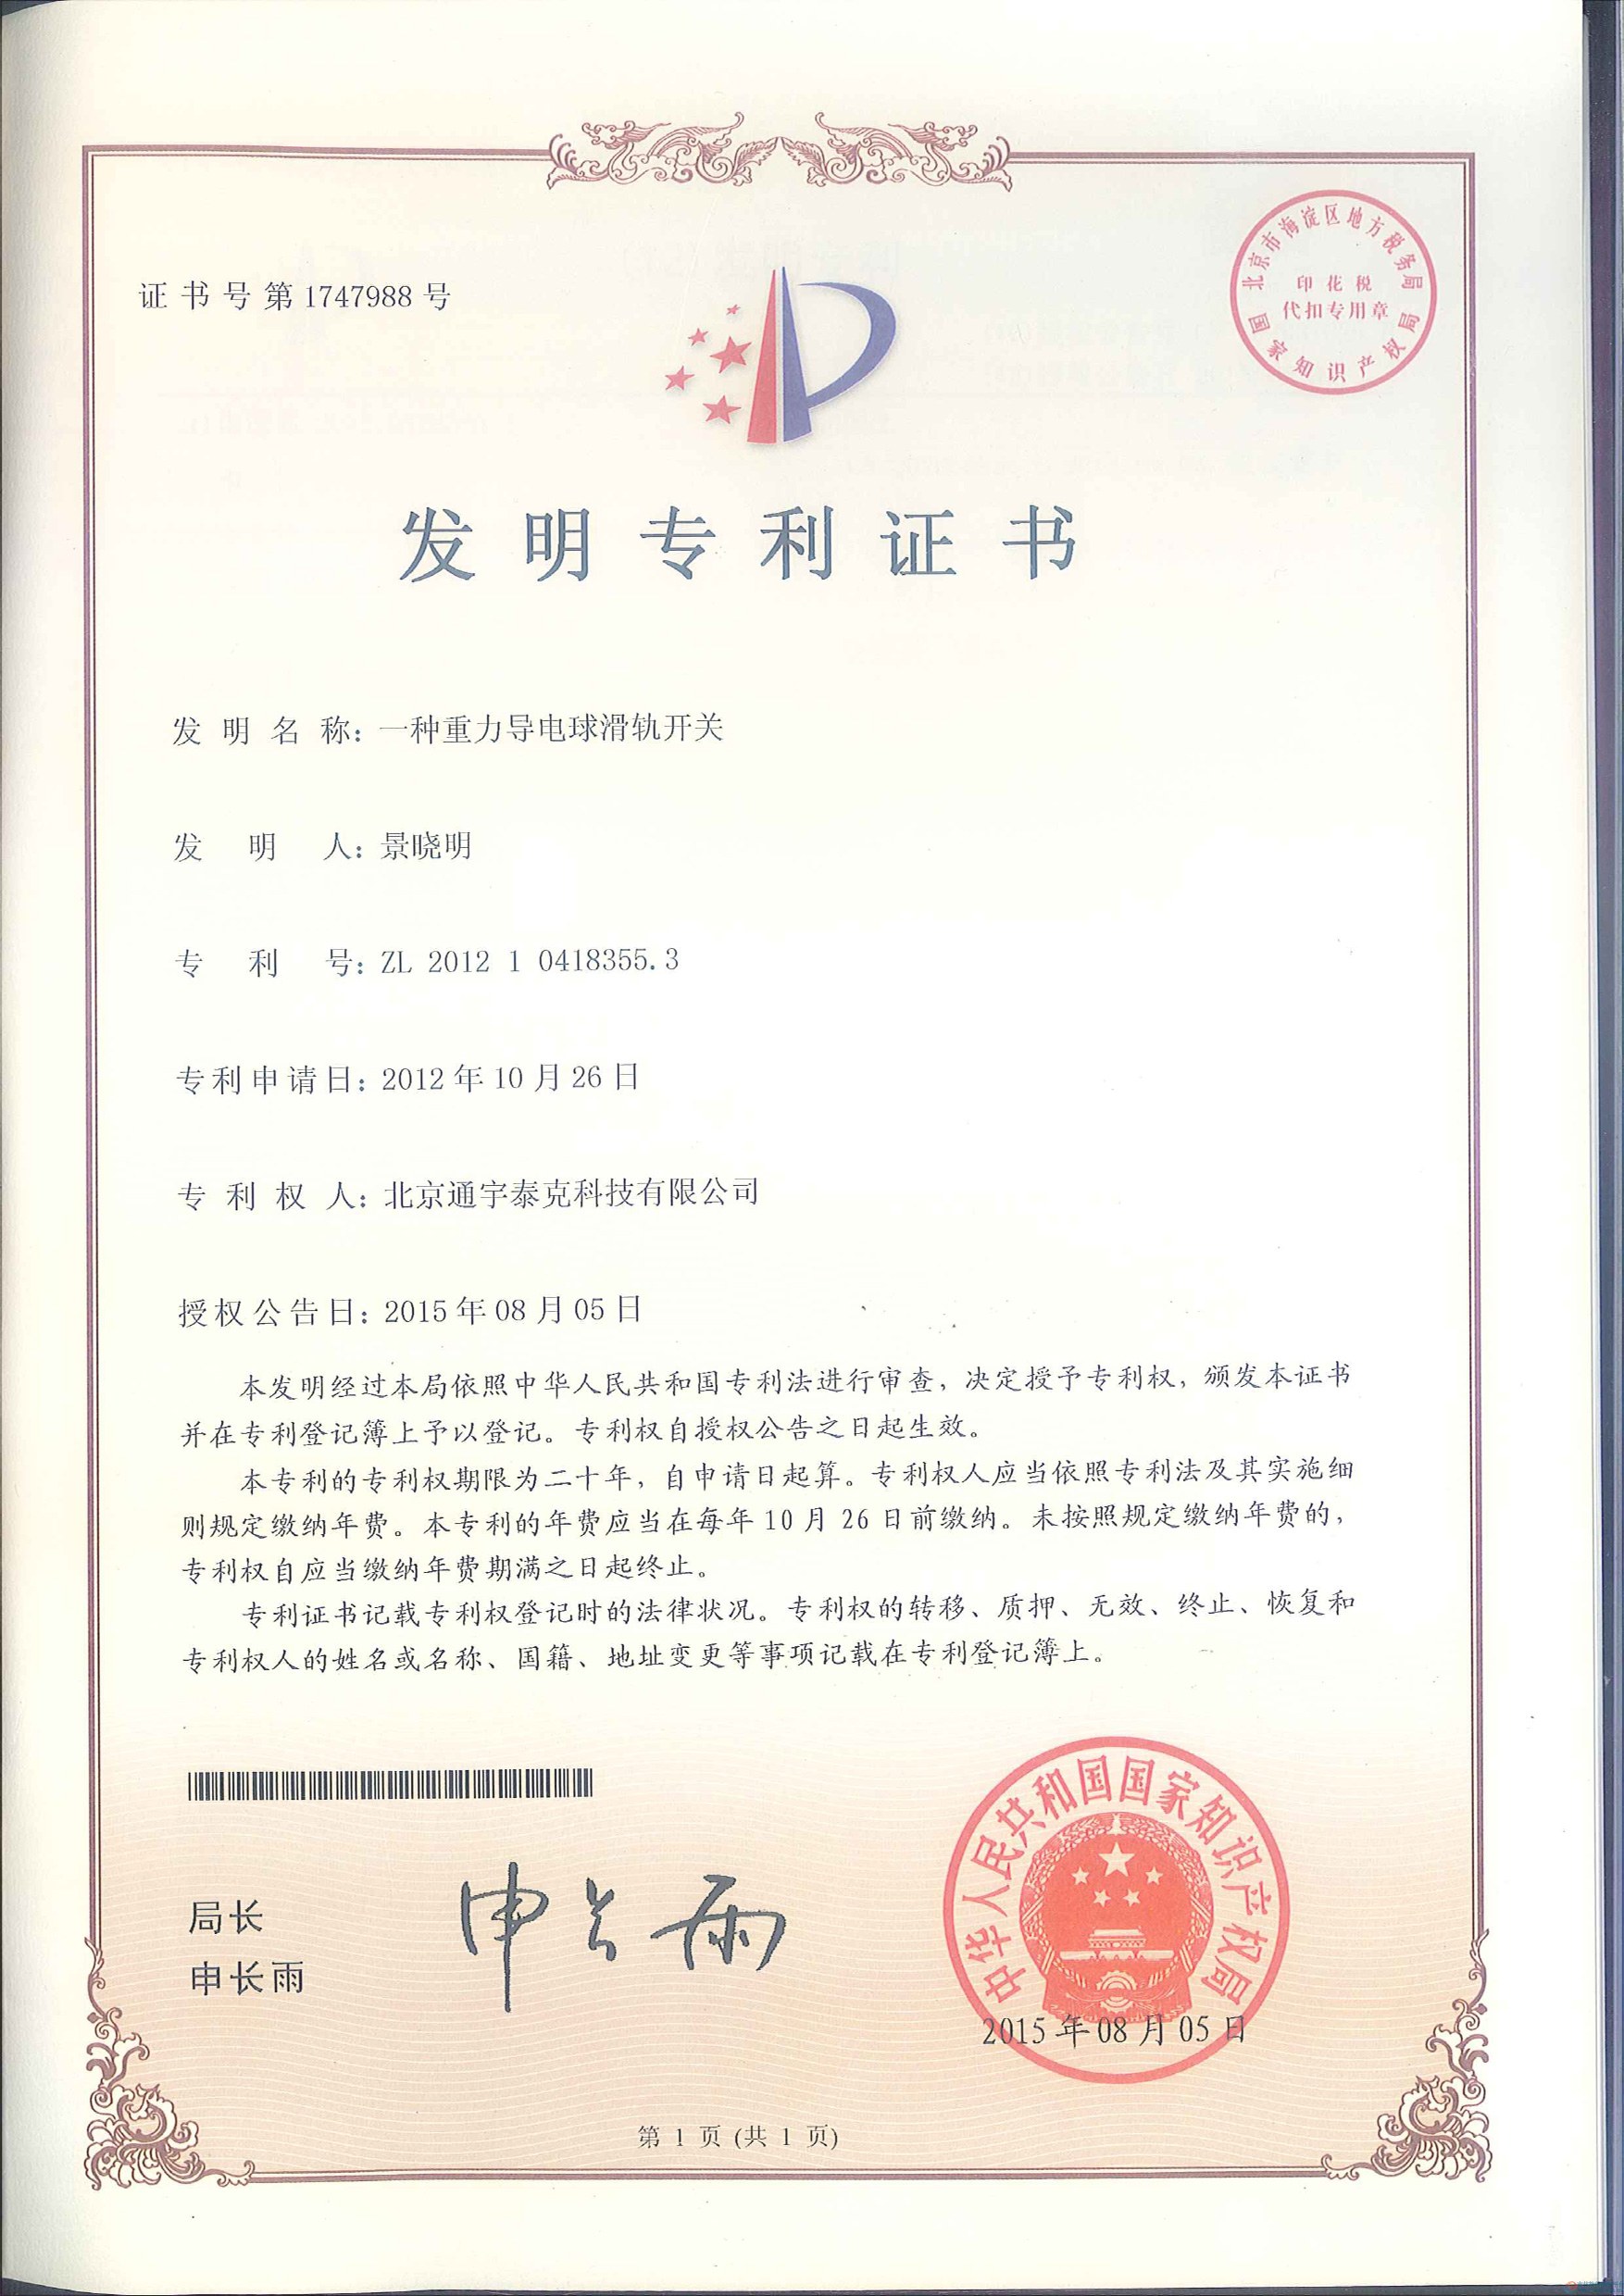 证书号第1747988号
北京市海淀区地方税务局
印花税
代扣专用章
国家知识产权局
发明专利证书
发明名称：一种重力导电球滑轨开关
发明人：景晓明
专利号：ZL 2012 1 0418355.3
专利申请日：2012年10月26日
专利权人：北京通宇泰克科技有限公司
授权公告日：2015年08月05日
本发明经过本局依照中华人民共和国专利法进行审查，决定授予专利权，颁发本证书
并在专利登记簿上予以登记。专利权自授权公告之日起生效。
本专利的专利权期限为二十年，自申请日起算。专利权人应当依照专利法及其实施细
则规定缴纳年费。本专利的年费应当在每年10月26日前缴纳。未按照规定缴纳年费的，
专利权自应当缴纳年费期满之日起终止。
专利证书记载专利权登记时的法律状况。专利权的转移、质押、无效、终止、恢复和
专利权人的姓名或名称、国籍、地址变更等事项记载在专利登记簿上。
局长
申长雨
申长雨
中华人民共和国国家知识产权局
2015年08月05日
第 1 页 (共 1 页)